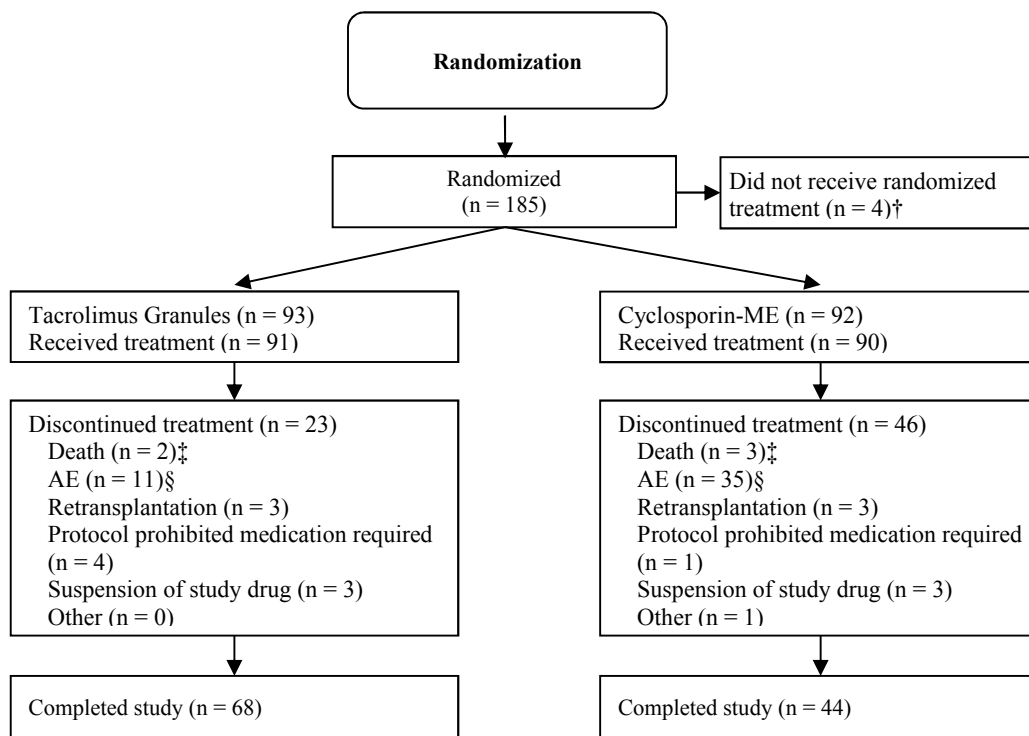 Randomization
Randomized
(n = 185)
Did not receive randomized
treatment (n = 4)†
Tacrolimus Granules (n = 93)
Received treatment (n = 91)
Cyclosporin-ME (n = 92)
Received treatment (n = 90)
Discontinued treatment (n = 23)
Death (n = 2)‡
AE (n = 11)§
Retransplantation (n = 3)
Protocol prohibited medication required
(n = 4)
Suspension of study drug (n = 3)
Other (n = 0)
Discontinued treatment (n = 46)
Death (n = 3)‡
AE (n = 35)§
Retransplantation (n = 3)
Protocol prohibited medication required
(n = 1)
Suspension of study drug (n = 3)
Other (n = 1)
Completed study (n = 68)
Completed study (n = 44)